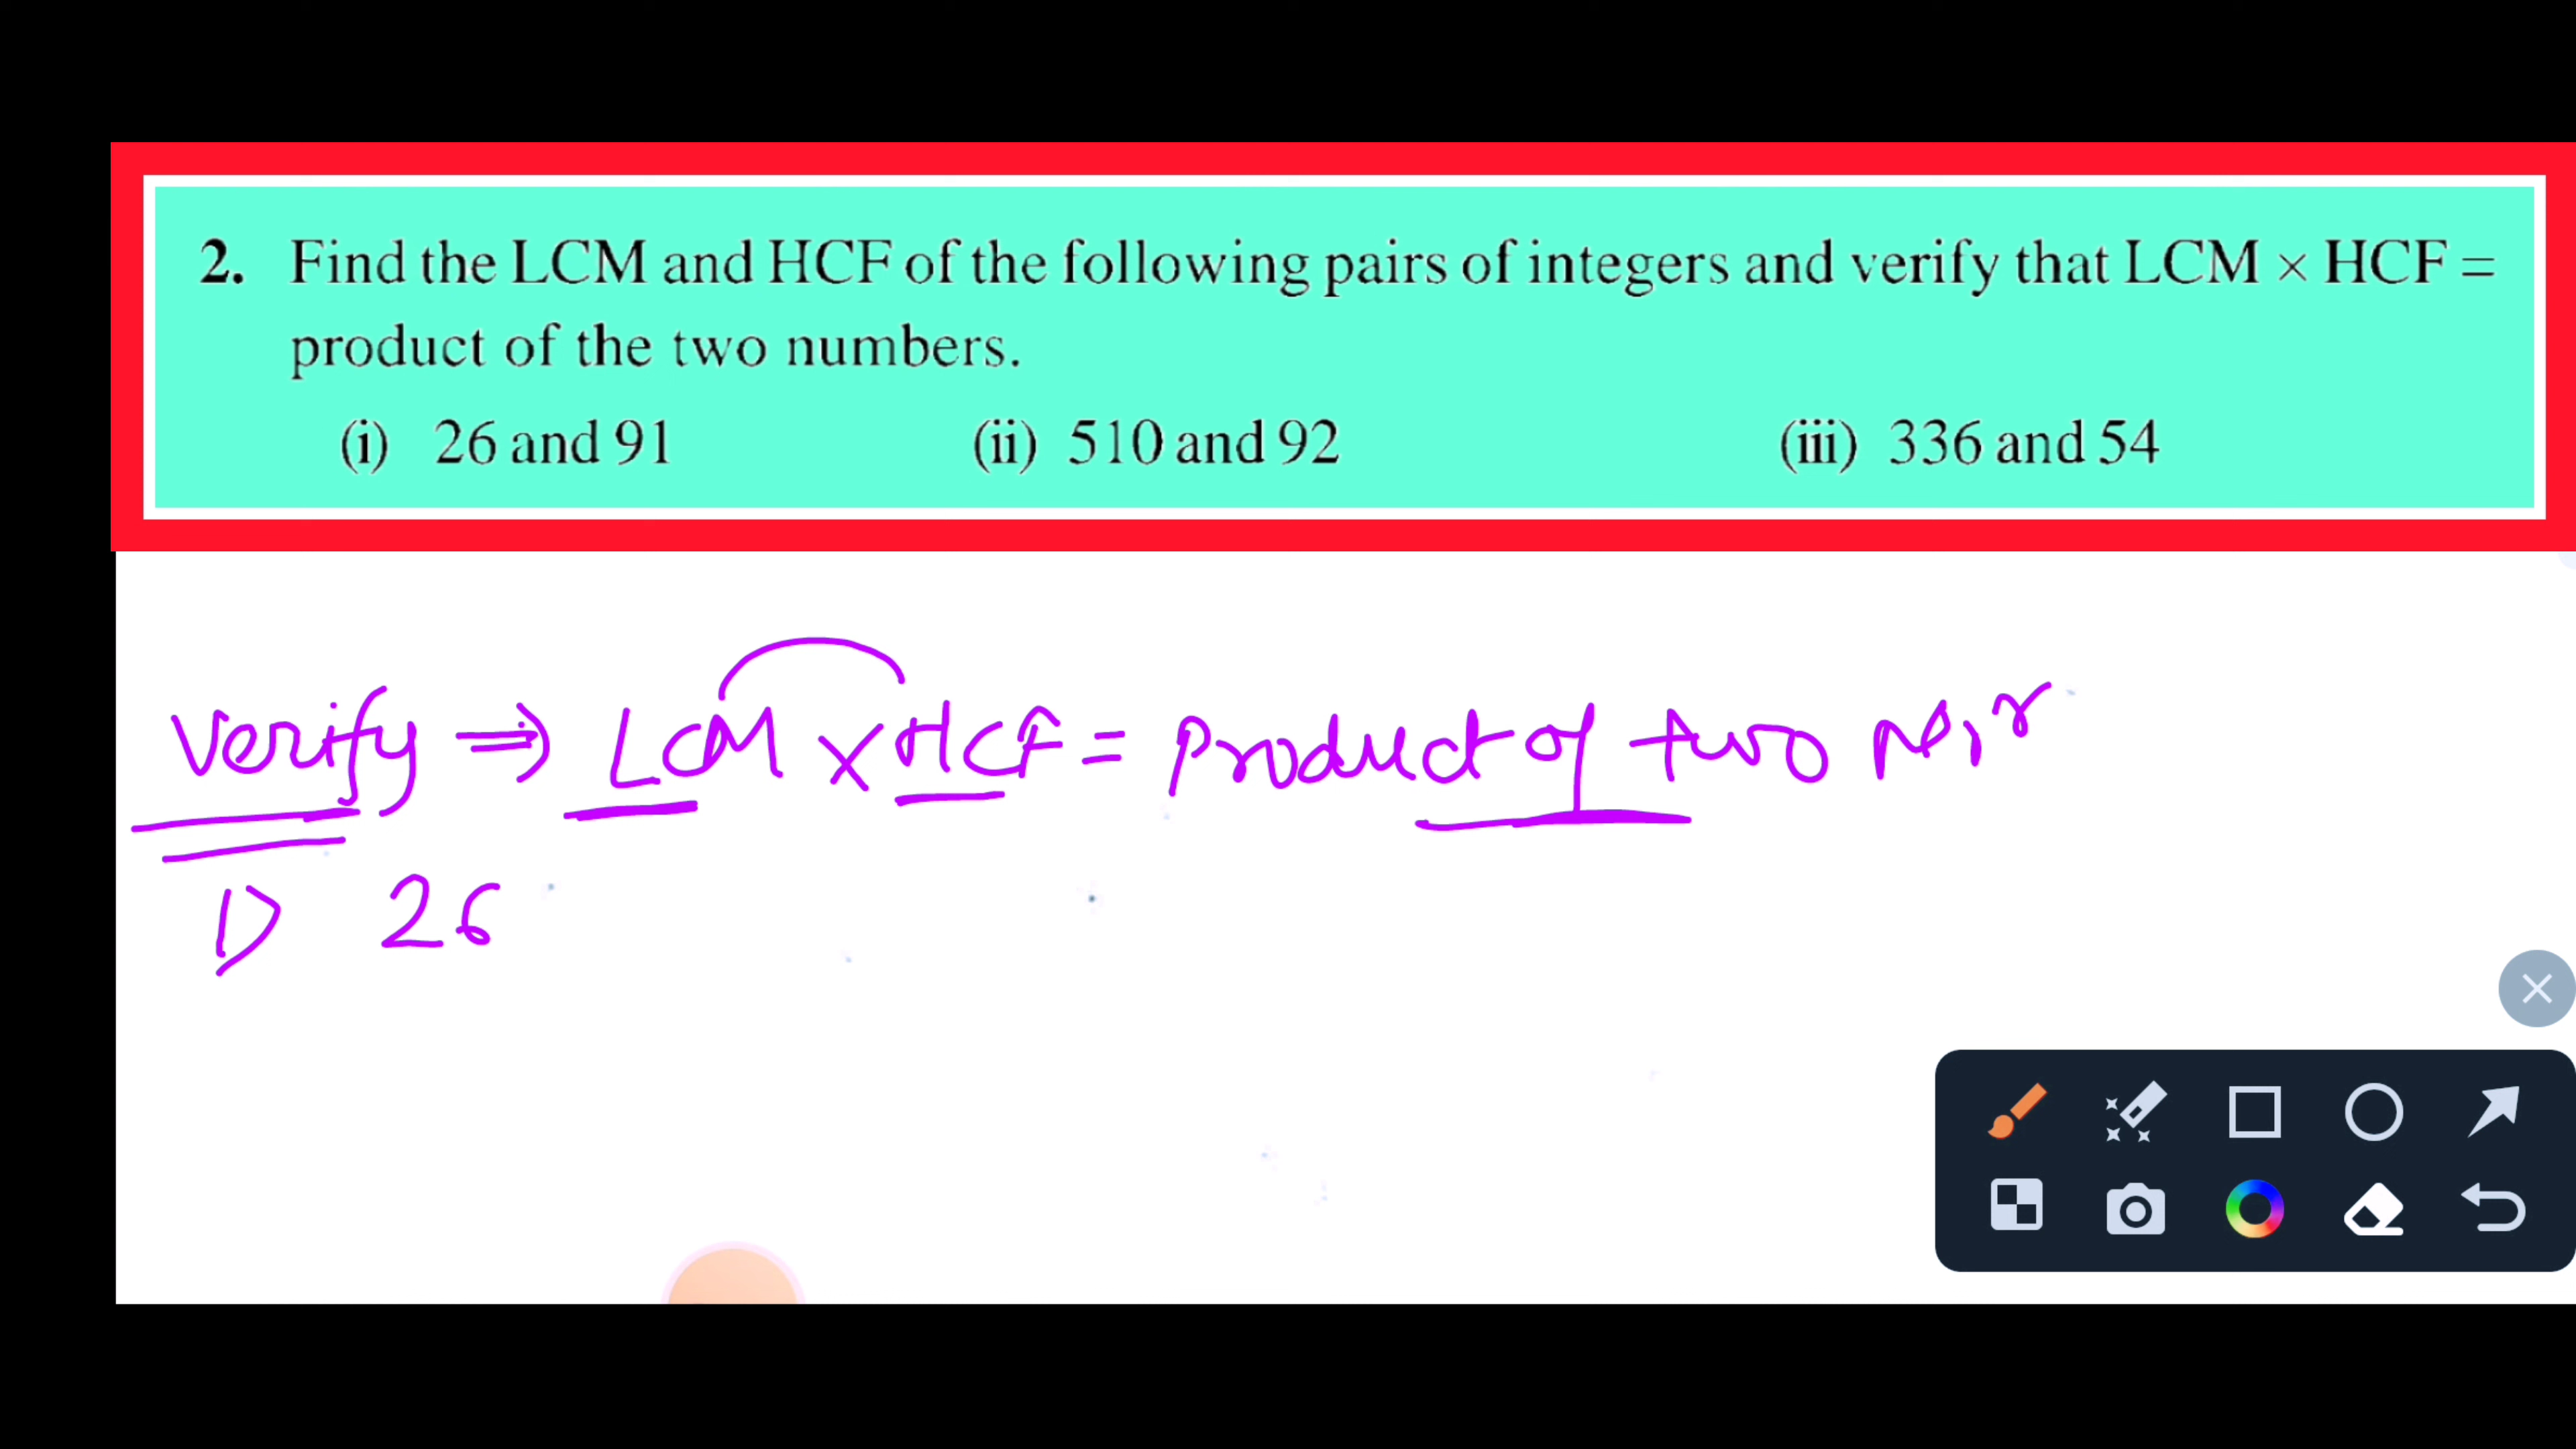 2. Find the LCM and HCF of the following pairs of integers and verify that LCM × HCF =
product of the two numbers.
(i) 26 and 91 (ii) 510 and 92 (iii) 336 and 54
Verify ⇒ LCM × HCF = Product of two
1) 26